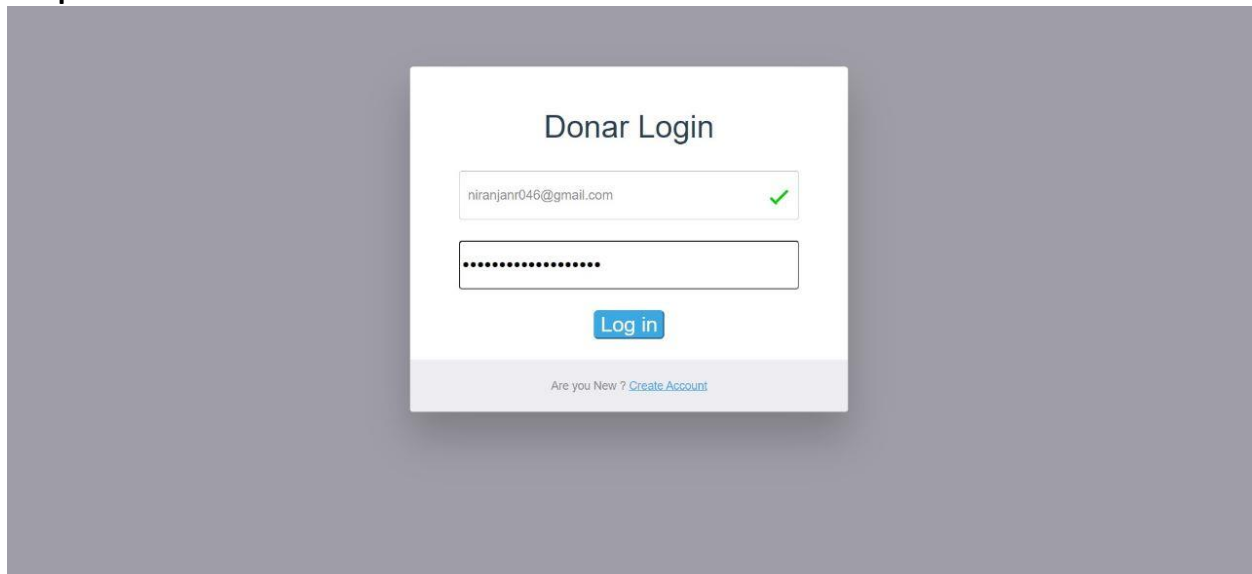 Donar Login
niranjanr046@gmail.com
•••••••••••••••••••
Log in
Are you New ? Create Account